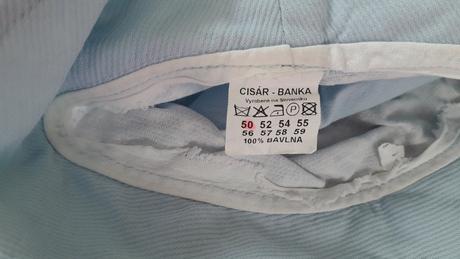 CISÁR - BANKA
Vyrobené na Slovensku
P
50 52 54 55
56 57 58 59
100% BAVLNA